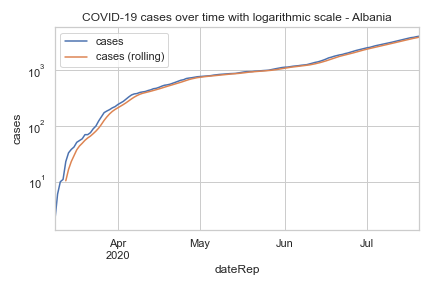 COVID-19 cases over time with logarithmic scale - Albania
cases
cases (rolling)
10³
10²
10¹
cases
Apr
2020
May
Jun
Jul
dateRep